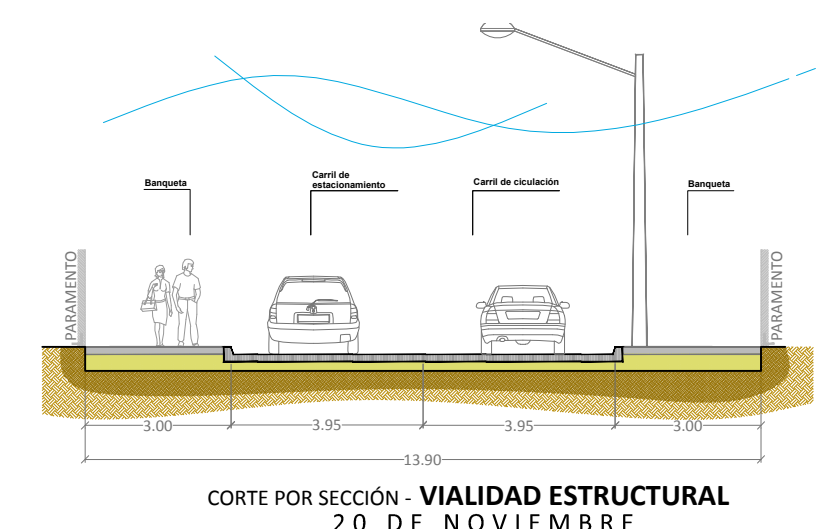 Banqueta
Carril de
estacionamiento
Carril de ciculación
Banqueta
PARAMENTO
PARAMENTO
3.00
3.95
3.95
3.00
13.90
CORTE POR SECCIÓN - VIALIDAD ESTRUCTURAL
20 DE NOVIEMBRE